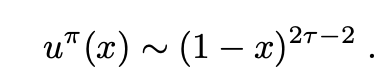 u^π(x) ∼ (1 − x)^{2τ−2} .